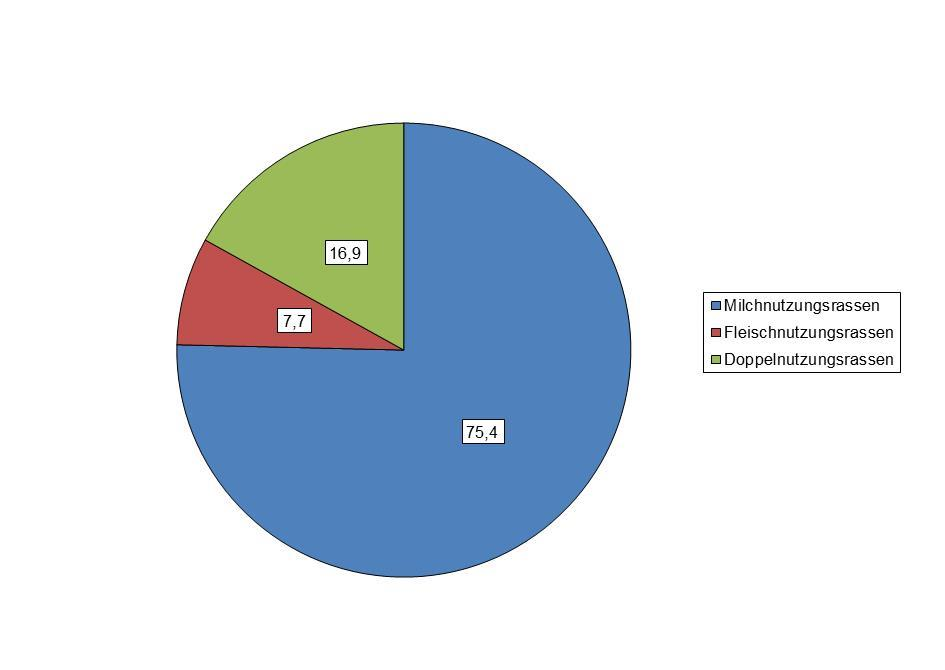 16,9
7,7
75,4
Milchnutzungsrassen
Fleischnutzungsrassen
Doppelnutzungsrassen